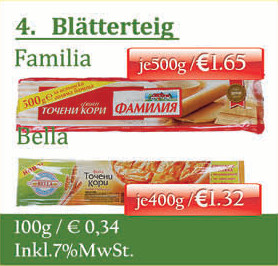 4. Blätterteig
Familia
je500g /€1.65
500g
ТОЧЕНИ КОРИ
ФАМИЛИЯ
Bella
BELLA
Точени
кори
je400g/€1.32
100g / € 0,34
Inkl.7%MwSt.